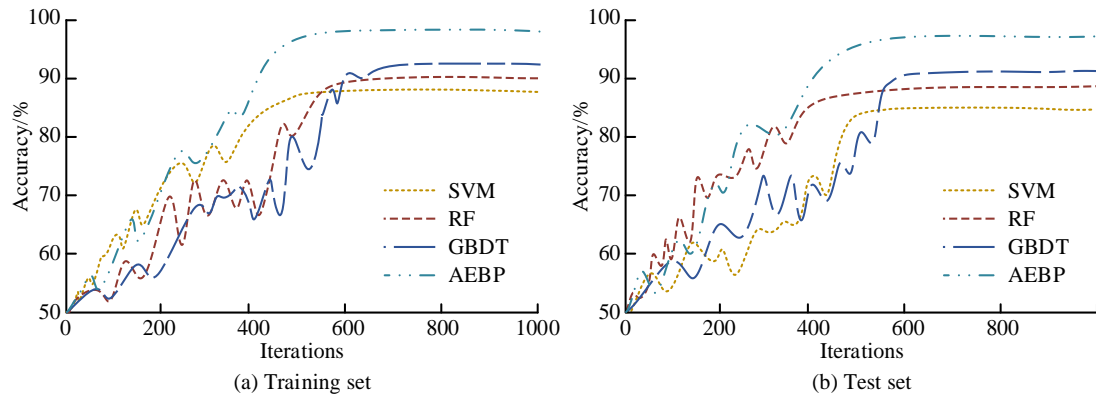 100
90
80
70
60
50
Accuracy/%
SVM
RF
GBDT
AEBP
0 200 400 600 800 1000
Iterations
(a) Training set
100
90
80
70
60
50
Accuracy/%
SVM
RF
GBDT
AEBP
0 200 400 600 800
Iterations
(b) Test set